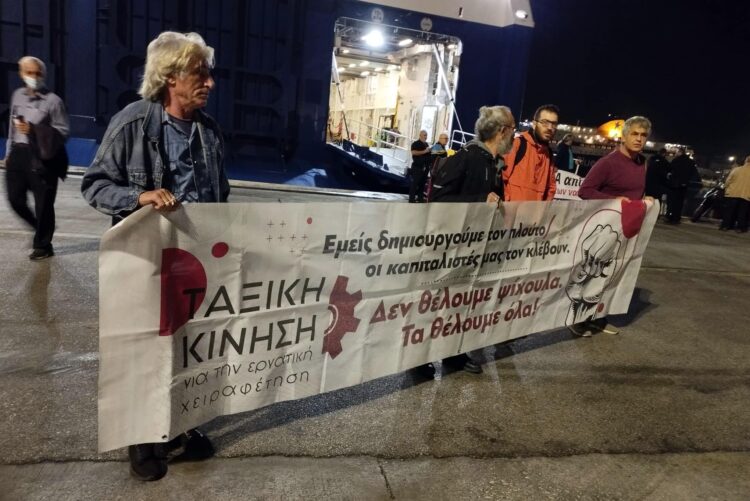 Εμείς δημιουργούμε τον πλούτο
οι καπιταλιστές μας τον κλέβουν.
Δεν θέλουμε ψίχουλα.
Τα θέλουμε όλα!
ΤΑΞΙΚΗ
ΚΙΝΗΣΗ
για την εργατική
χειραφέτηση